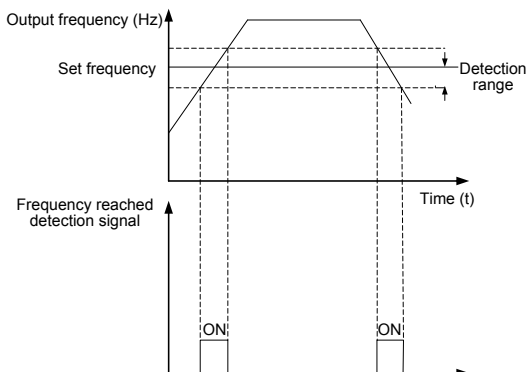 Output frequency (Hz)
Set frequency
Detection
range
Time (t)
Frequency reached
detection signal
ON
ON